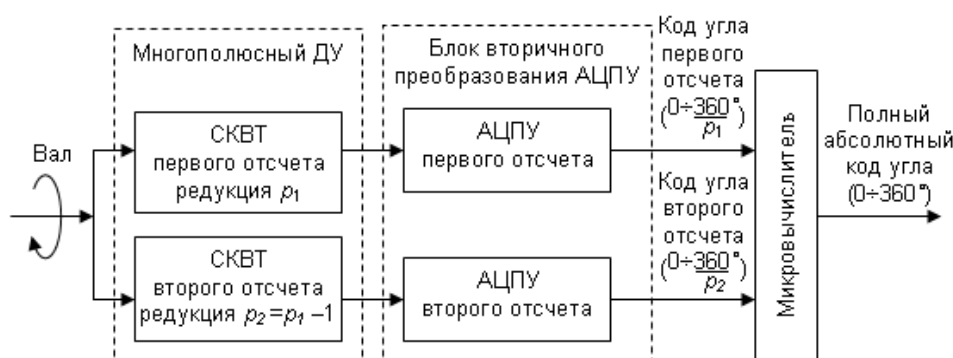 Вал
Многополюсный ДУ
СКВТ
первого отсчета
редукция p₁
СКВТ
второго отсчета
редукция p₂=p₁–1
Блок вторичного
преобразования АЦПУ
АЦПУ
первого отсчета
АЦПУ
второго отсчета
Код угла
первого
отсчета
(0÷360°/p₁)
Код угла
второго
отсчета
(0÷360°/p₂)
Микровычислитель
Полный
абсолютный
код угла
(0÷360°)